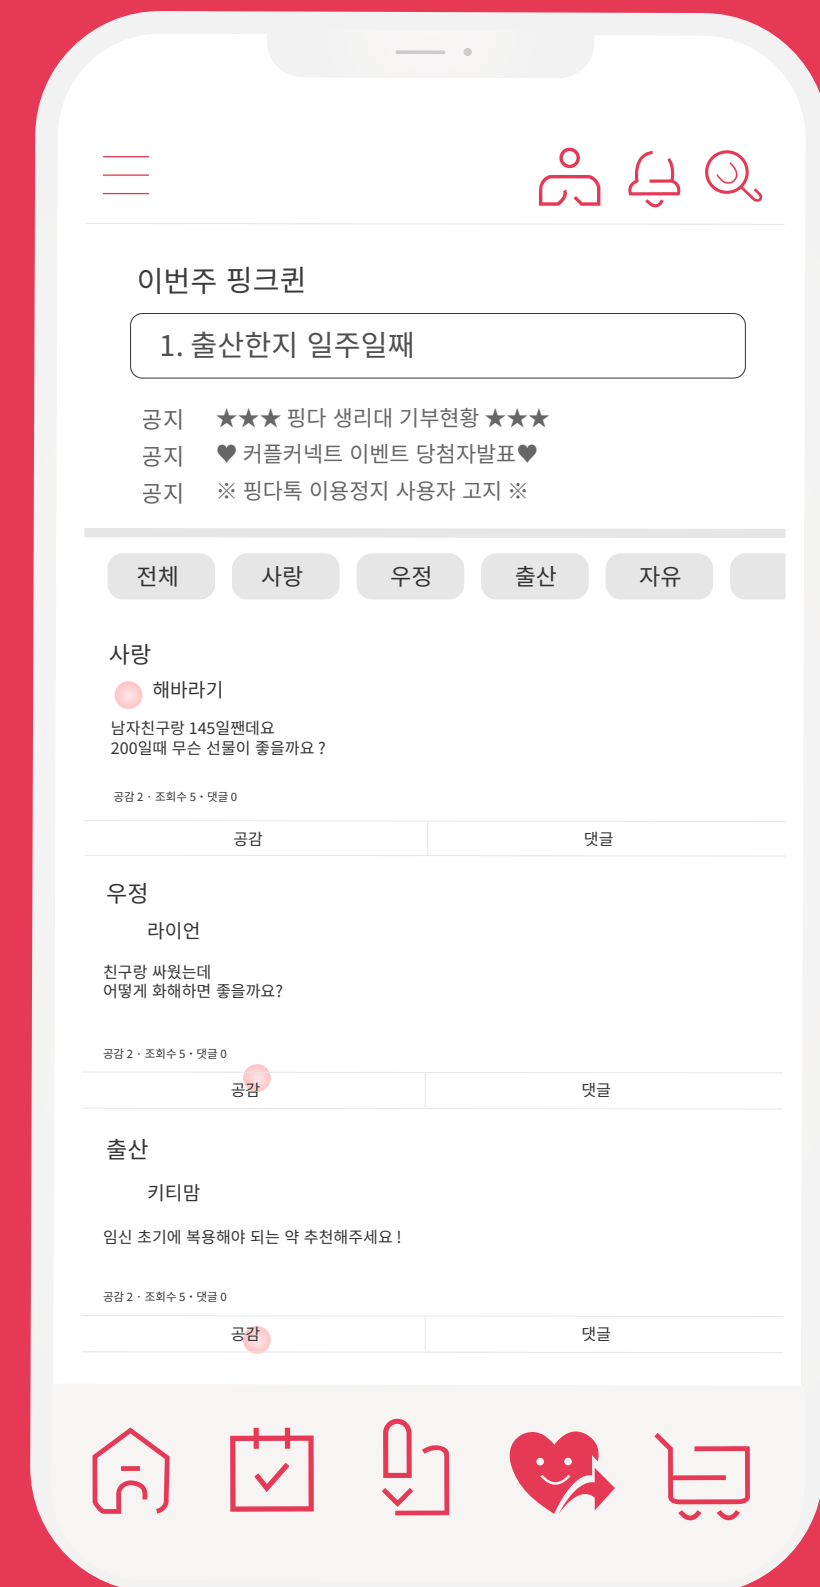 이번주 핑크퀸
1. 출산한지 일주일째
공지 ★★★ 핑다 생리대 기부현황 ★★★
공지 ♥ 커플커넥트 이벤트 당첨자발표♥
공지 ※ 핑다톡 이용정지 사용자 고지 ※
전체 사랑 우정 출산 자유
사랑
해바라기
남자친구랑 145일짼데요
200일때 무슨 선물이 좋을까요 ?
공감 2 · 조회수 5 · 댓글 0
공감 댓글
우정
라이언
친구랑 싸웠는데
어떻게 화해하면 좋을까요?
공감 2 · 조회수 5 · 댓글 0
공감 댓글
출산
키티맘
임신 초기에 복용해야 되는 약 추천해주세요 !
공감 2 · 조회수 5 · 댓글 0
공감 댓글